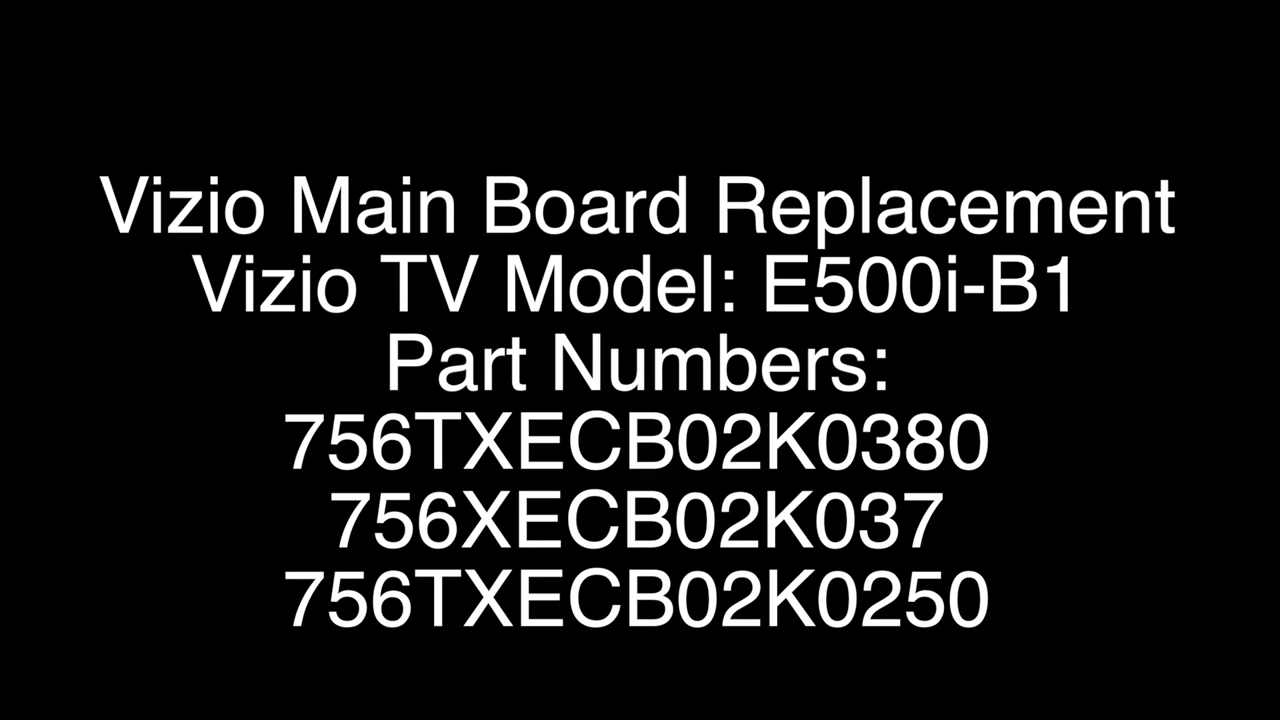 Vizio Main Board Replacement
Vizio TV Model: E500i-B1
Part Numbers:
756TXECB02K0380
756XECB02K037
756TXECB02K0250